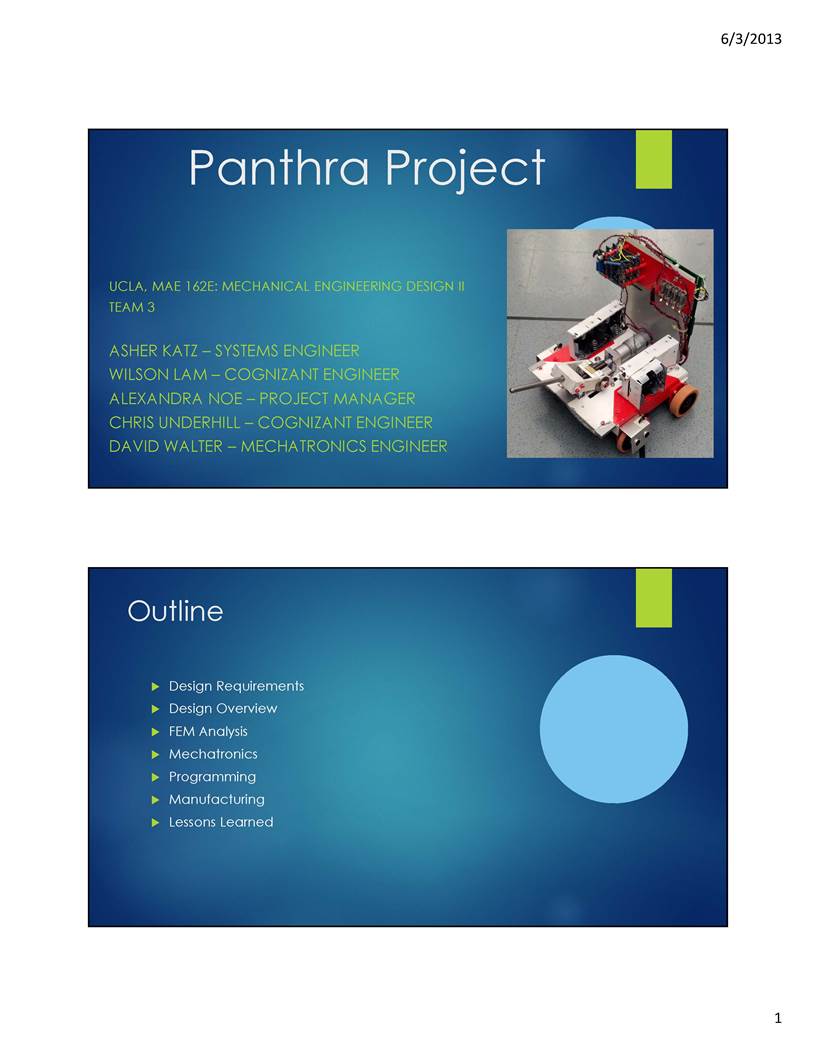 6/3/2013
Panthra Project
UCLA, MAE 162E: MECHANICAL ENGINEERING DESIGN II
TEAM 3
ASHER KATZ – SYSTEMS ENGINEER
WILSON LAM – COGNIZANT ENGINEER
ALEXANDRA NOE – PROJECT MANAGER
CHRIS UNDERHILL – COGNIZANT ENGINEER
DAVID WALTER – MECHATRONICS ENGINEER
Outline
Design Requirements
Design Overview
FEM Analysis
Mechatronics
Programming
Manufacturing
Lessons Learned
1